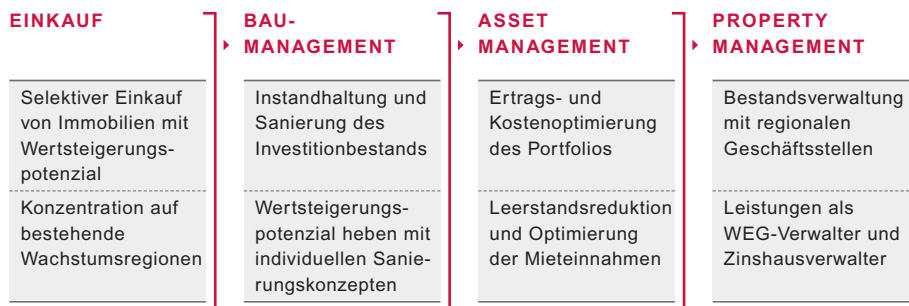 EINKAUF
Selektiver Einkauf
von Immobilien mit
Wertsteigerungs-
potenzial
Konzentration auf
bestehende
Wachstumsregionen
BAU-
MANAGEMENT
Instandhaltung und
Sanierung des
Investitionbestands
Wertsteigerungs-
potenzial heben mit
individuellen Sanie-
rungskonzepten
ASSET
MANAGEMENT
Ertrags- und
Kostenoptimierung
des Portfolios
Leerstandsreduktion
und Optimierung
der Mieteinnahmen
PROPERTY
MANAGEMENT
Bestandsverwaltung
mit regionalen
Geschäftsstellen
Leistungen als
WEG-Verwalter und
Zinshausverwalter